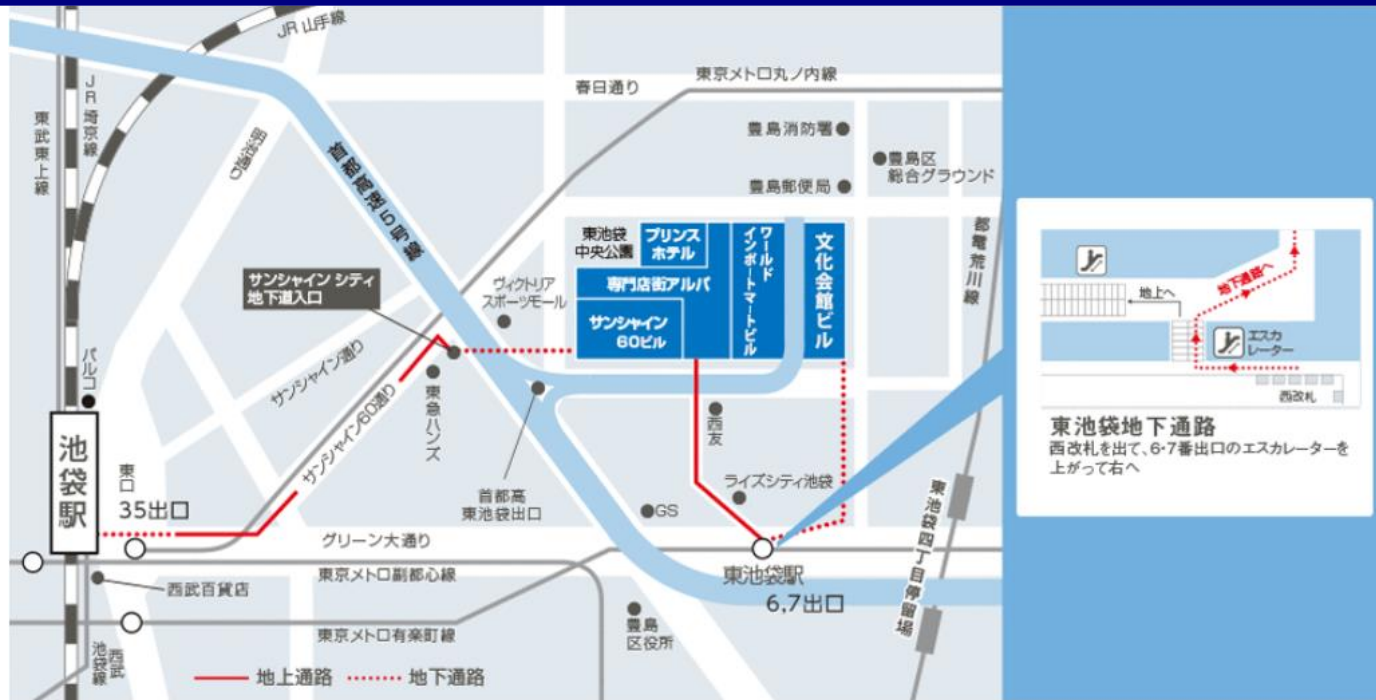 JR 山手線
JR埼京線
東武東上線
明治通り
首都高速5号線
春日通り
東京メトロ丸ノ内線
豊島消防署
豊島区
総合グラウンド
豊島郵便局
都電荒川線
東池袋
中央公園
プリンス
ホテル
ワールド
インポートマートビル
文化会館ビル
専門店街アルパ
サンシャイン
60ビル
サンシャイン シティ
地下道入口
ヴィクトリア
スポーツモール
サンシャイン通り
サンシャイン60通り
東急ハンズ
パルコ
池袋駅
東口
35出口
首都高
東池袋出口
西友
ライズシティ池袋
GS
グリーン大通り
東京メトロ副都心線
西武百貨店
東池袋駅
6,7出口
東池袋四丁目停留場
豊島
区役所
東京メトロ有楽町線
西武
池袋線
地上通路
地下通路
地下通路へ
地上へ
エスカ
レーター
西改札
東池袋地下通路
西改札を出て、6・7番出口のエスカレーターを
上がって右へ